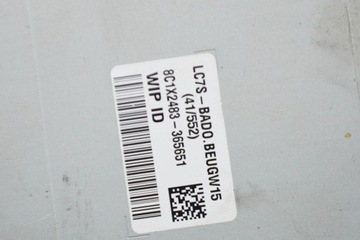 LC7S-BADO.BEUGW15
(41/552)
8C1X2483-365651
WIP ID